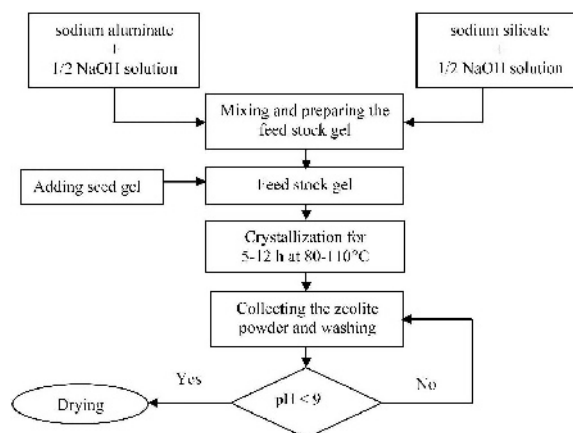 sodium aluminate
+
1/2 NaOH solution
sodium silicate
+
1/2 NaOH solution
Mixing and preparing the
feed stock gel
Adding seed gel
Feed stock gel
Crystallization for
5-12 h at 80-110°C
Collecting the zeolite
powder and washing
Yes
pH < 9
No
Drying